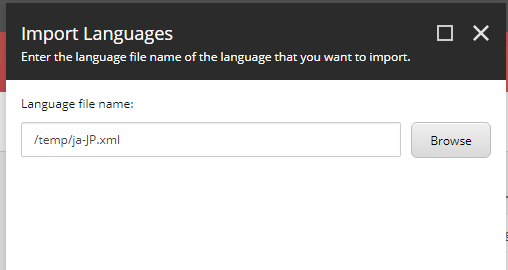 Import Languages
Enter the language file name of the language that you want to import.
Language file name:
/temp/ja-JP.xml
Browse